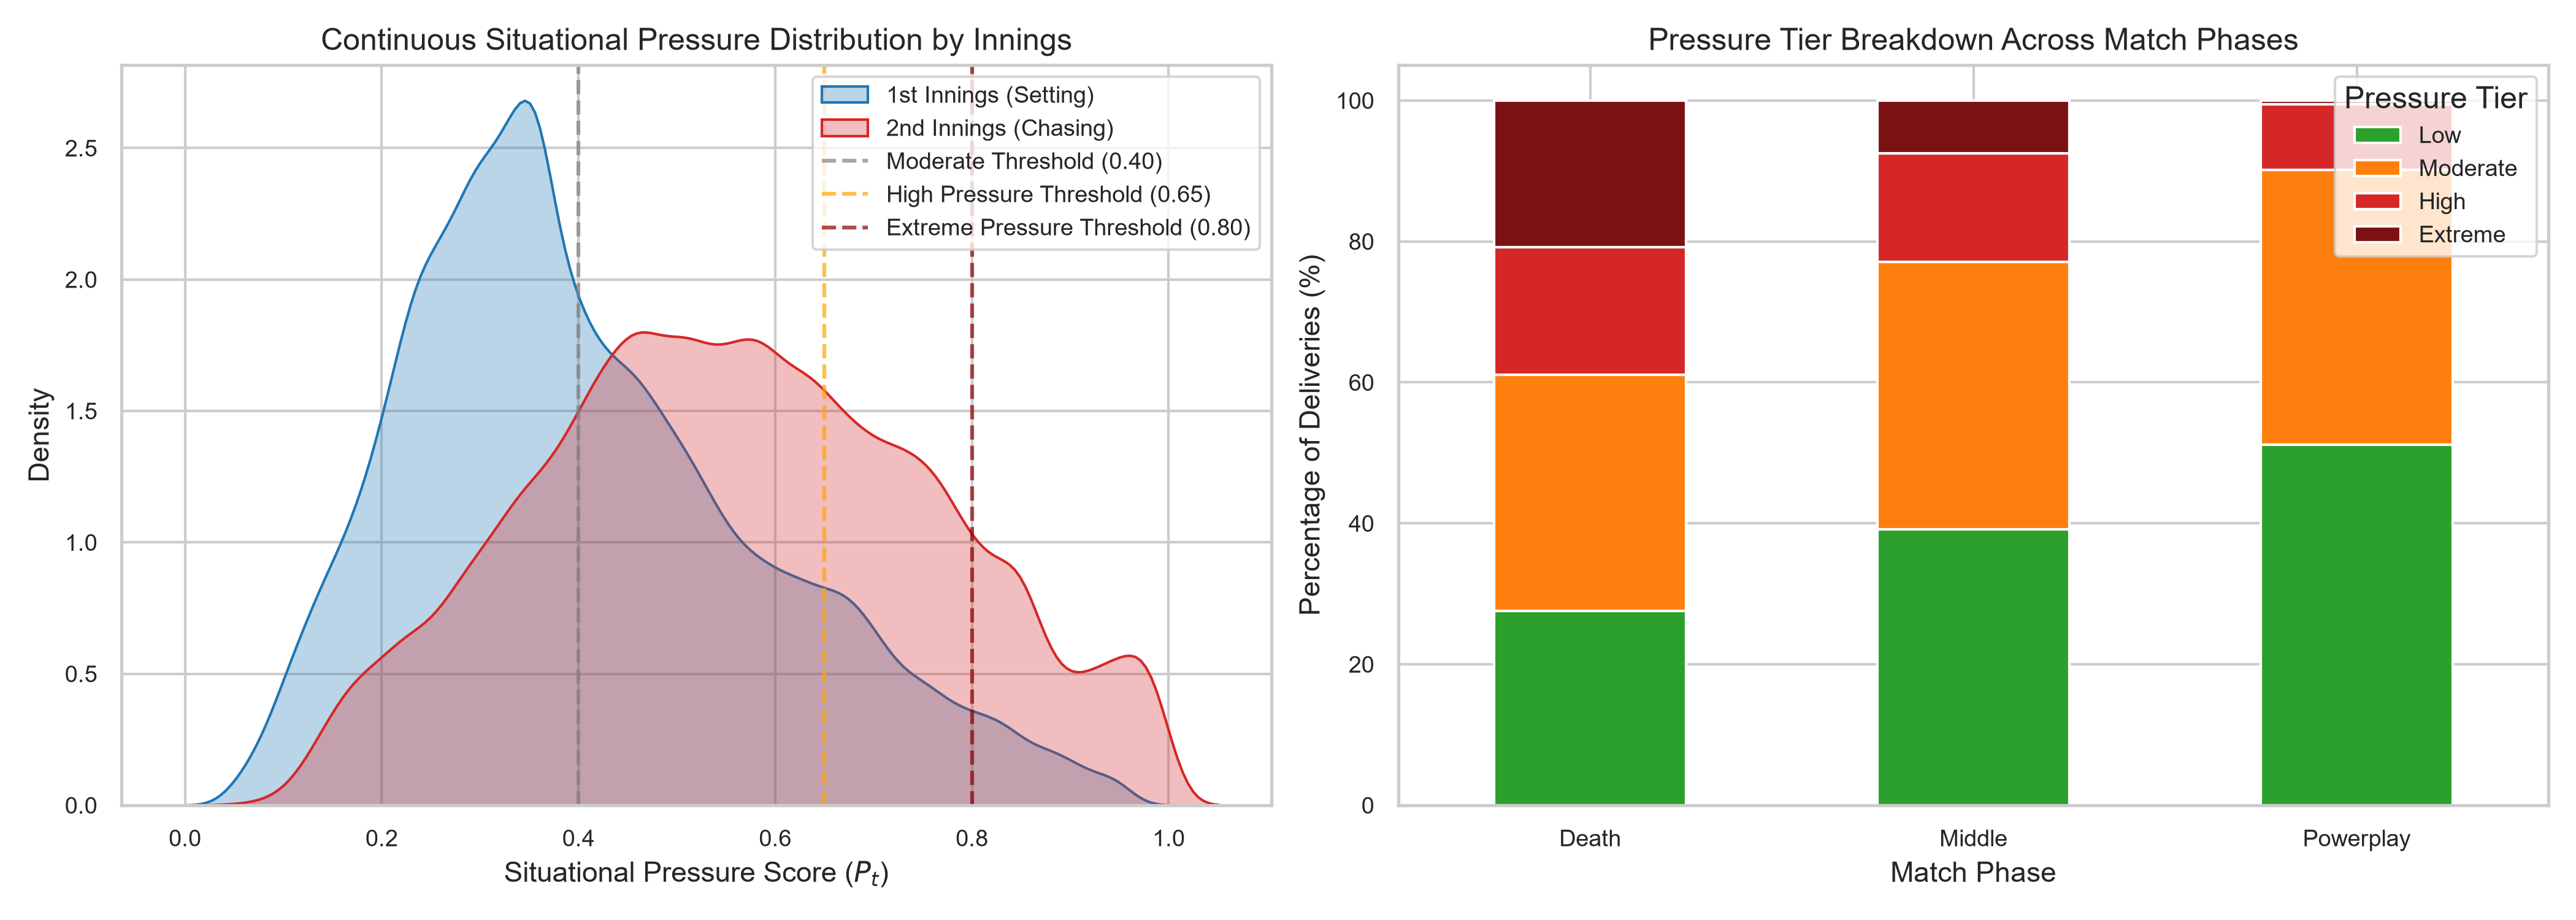 Continuous Situational Pressure Distribution by Innings
1st Innings (Setting)
2nd Innings (Chasing)
Moderate Threshold (0.40)
High Pressure Threshold (0.65)
Extreme Pressure Threshold (0.80)
Density
2.5
2.0
1.5
1.0
0.5
0.0
0.0 0.2 0.4 0.6 0.8 1.0
Situational Pressure Score (Pt)
Pressure Tier Breakdown Across Match Phases
Pressure Tier
Low
Moderate
High
Extreme
Percentage of Deliveries (%)
100
80
60
40
20
0
Death Middle Powerplay
Match Phase